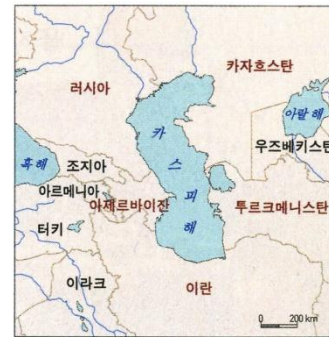 카자흐스탄
러시아
아랄해
카스피해
우즈베키스탄
흑해
조지아
아르메니아
아제르바이잔
투르크메니스탄
터키
이라크
이란
0 200 km